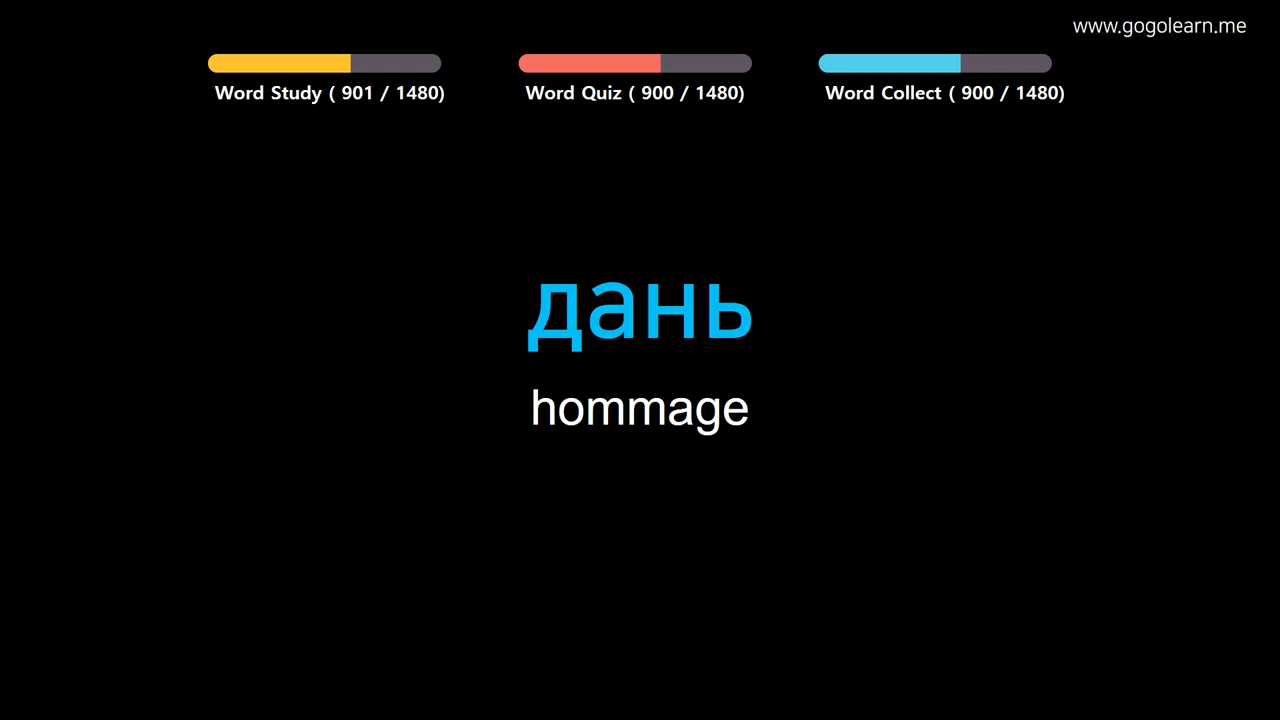 www.gogolearn.me
Word Study ( 901 / 1480)
Word Quiz ( 900 / 1480)
Word Collect ( 900 / 1480)
дань
hommage